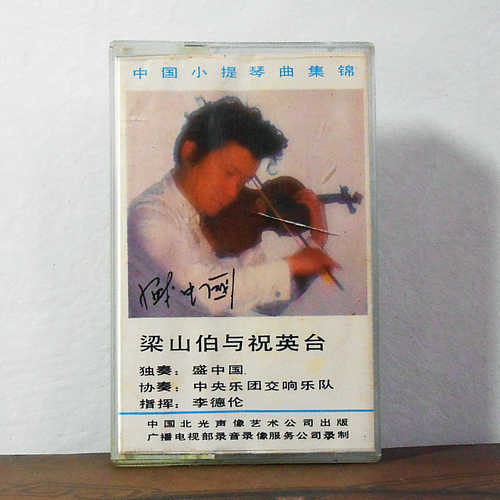 中国小提琴曲集锦
盛中国
梁山伯与祝英台
独奏：盛中国
协奏：中央乐团交响乐队
指挥：李德伦
中国北光声像艺术公司出版
广播电视部录音录像服务公司录制